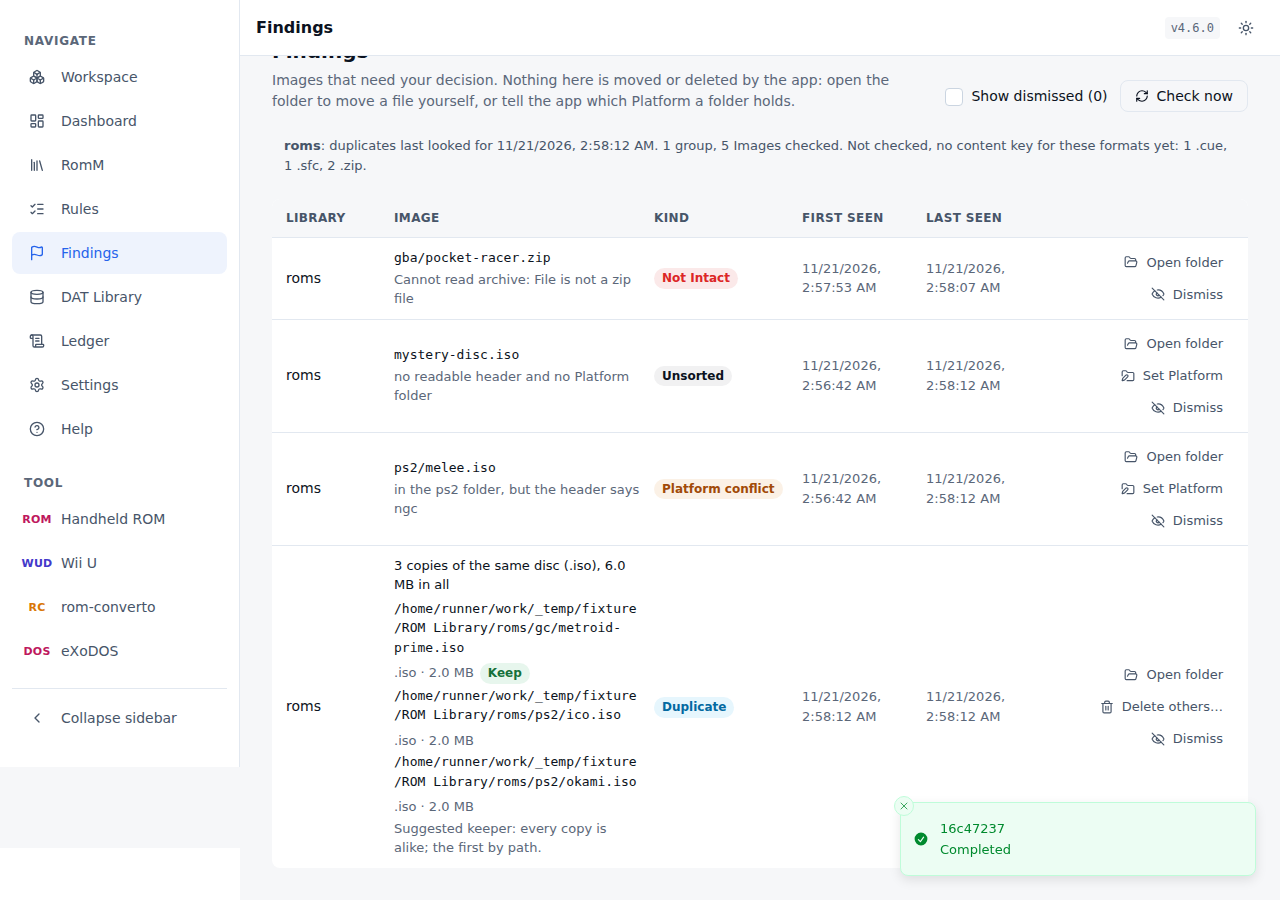 NAVIGATE
Workspace
Dashboard
RomM
Rules
Findings
DAT Library
Ledger
Settings
Help
TOOL
ROM Handheld ROM
WUD Wii U
RC rom-converto
DOS eXoDOS
Collapse sidebar
Findings
v4.6.0
Findings
Images that need your decision. Nothing here is moved or deleted by the app: open the
folder to move a file yourself, or tell the app which Platform a folder holds.
Show dismissed (0)
Check now
roms: duplicates last looked for 11/21/2026, 2:58:12 AM. 1 group, 5 Images checked. Not checked, no content key for these formats yet: 1 .cue,
1 .sfc, 2 .zip.
LIBRARY IMAGE KIND FIRST SEEN LAST SEEN
roms
gba/pocket-racer.zip
Cannot read archive: File is not a zip
file
Not Intact
11/21/2026,
2:57:53 AM
11/21/2026,
2:58:07 AM
Open folder
Dismiss
roms
mystery-disc.iso
no readable header and no Platform
folder
Unsorted
11/21/2026,
2:56:42 AM
11/21/2026,
2:58:12 AM
Open folder
Set Platform
Dismiss
roms
ps2/melee.iso
in the ps2 folder, but the header says
ngc
Platform conflict
11/21/2026,
2:56:42 AM
11/21/2026,
2:58:12 AM
Open folder
Set Platform
Dismiss
roms
3 copies of the same disc (.iso), 6.0
MB in all
/home/runner/work/_temp/fixture
/ROM Library/roms/gc/metroid-
prime.iso
.iso · 2.0 MB Keep
/home/runner/work/_temp/fixture
/ROM Library/roms/ps2/ico.iso
.iso · 2.0 MB
/home/runner/work/_temp/fixture
/ROM Library/roms/ps2/okami.iso
.iso · 2.0 MB
Suggested keeper: every copy is
alike; the first by path.
Duplicate
11/21/2026,
2:58:12 AM
11/21/2026,
2:58:12 AM
Open folder
Delete others…
Dismiss
16c47237
Completed